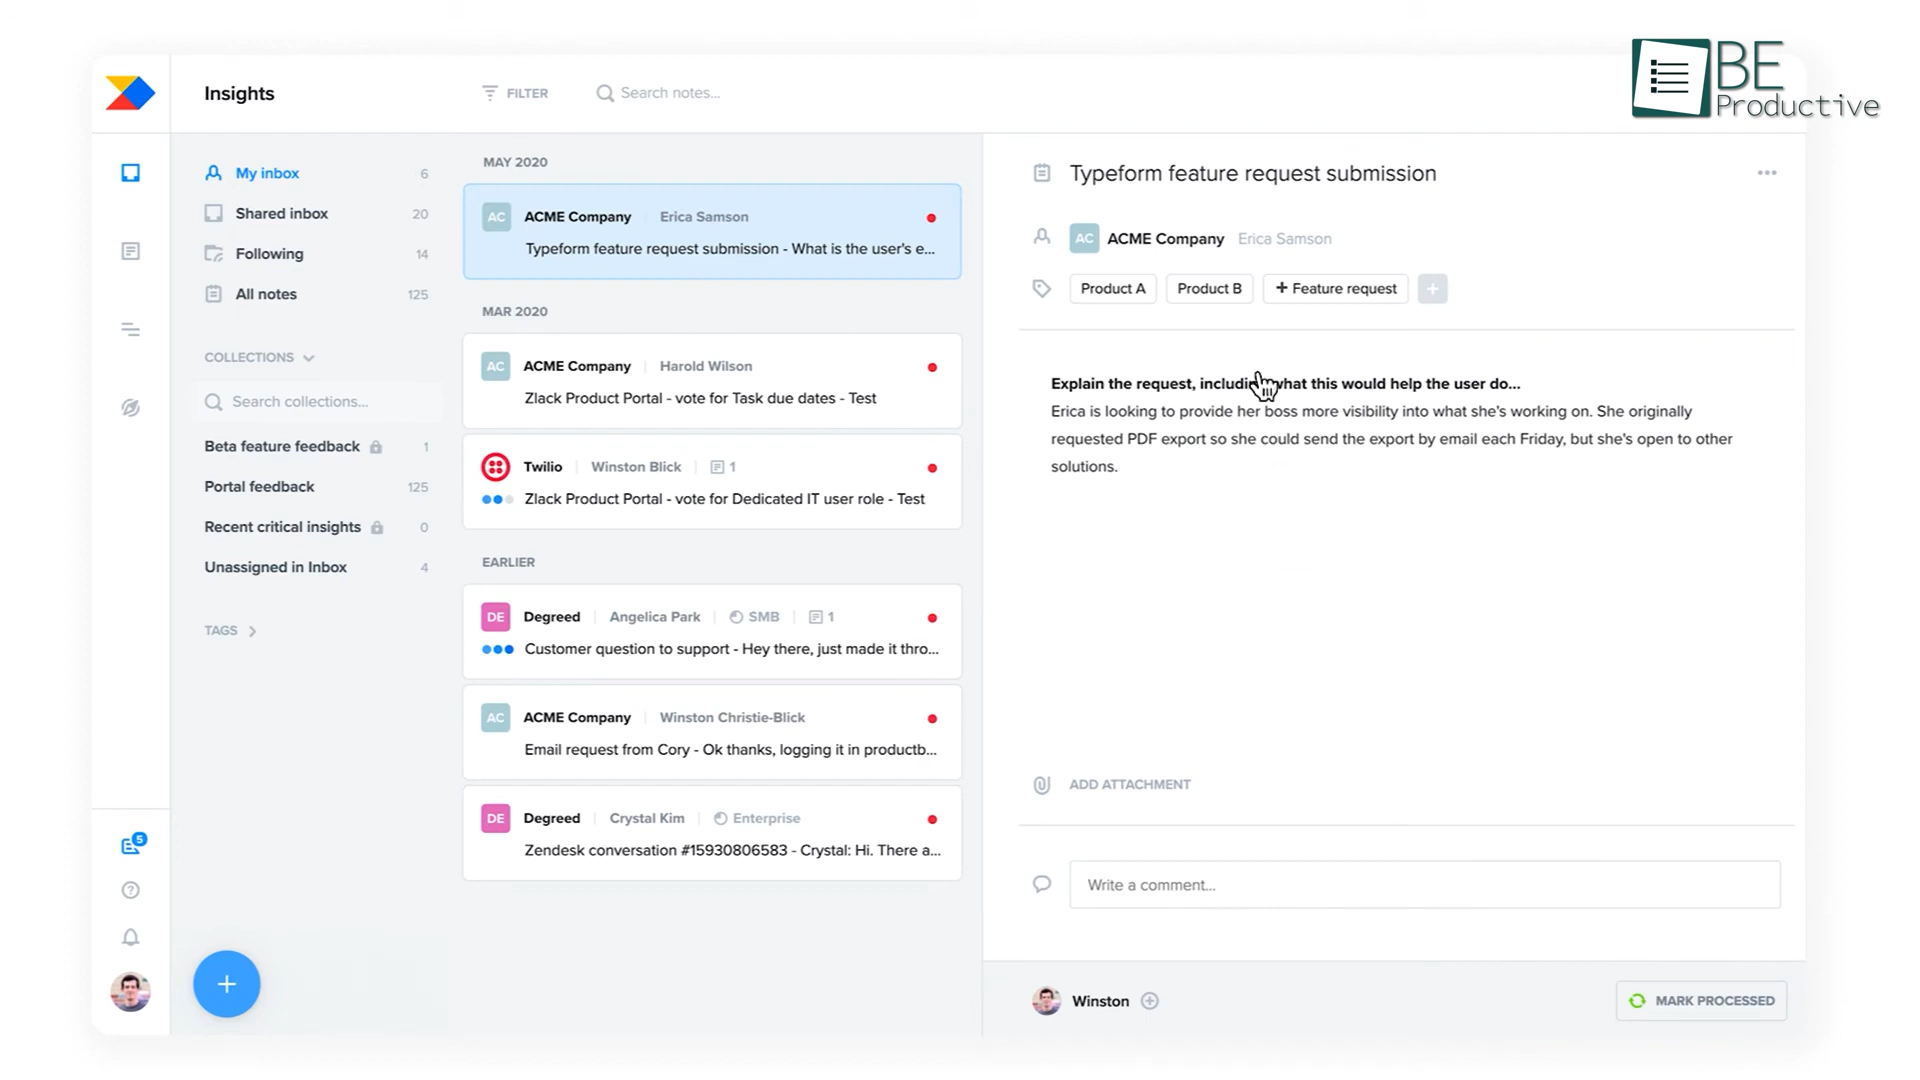 BE
Productive
Insights
FILTER
Search notes...
My inbox 6
Shared inbox 20
Following 14
All notes 125
COLLECTIONS
Search collections...
Beta feature feedback 1
Portal feedback 125
Recent critical insights 0
Unassigned in Inbox 4
TAGS
5
MAY 2020
AC ACME Company Erica Samson
Typeform feature request submission - What is the user's e...
MAR 2020
AC ACME Company Harold Wilson
Zlack Product Portal - vote for Task due dates - Test
Twilio Winston Blick 1
Zlack Product Portal - vote for Dedicated IT user role - Test
EARLIER
DE Degreed Angelica Park SMB 1
Customer question to support - Hey there, just made it thro...
AC ACME Company Winston Christie-Blick
Email request from Cory - Ok thanks, logging it in productb...
DE Degreed Crystal Kim Enterprise
Zendesk conversation #15930806583 - Crystal: Hi. There a...
Typeform feature request submission
AC ACME Company Erica Samson
Product A Product B + Feature request +
Explain the request, including what this would help the user do...
Erica is looking to provide her boss more visibility into what she's working on. She originally
requested PDF export so she could send the export by email each Friday, but she's open to other
solutions.
ADD ATTACHMENT
Write a comment...
Winston
MARK PROCESSED